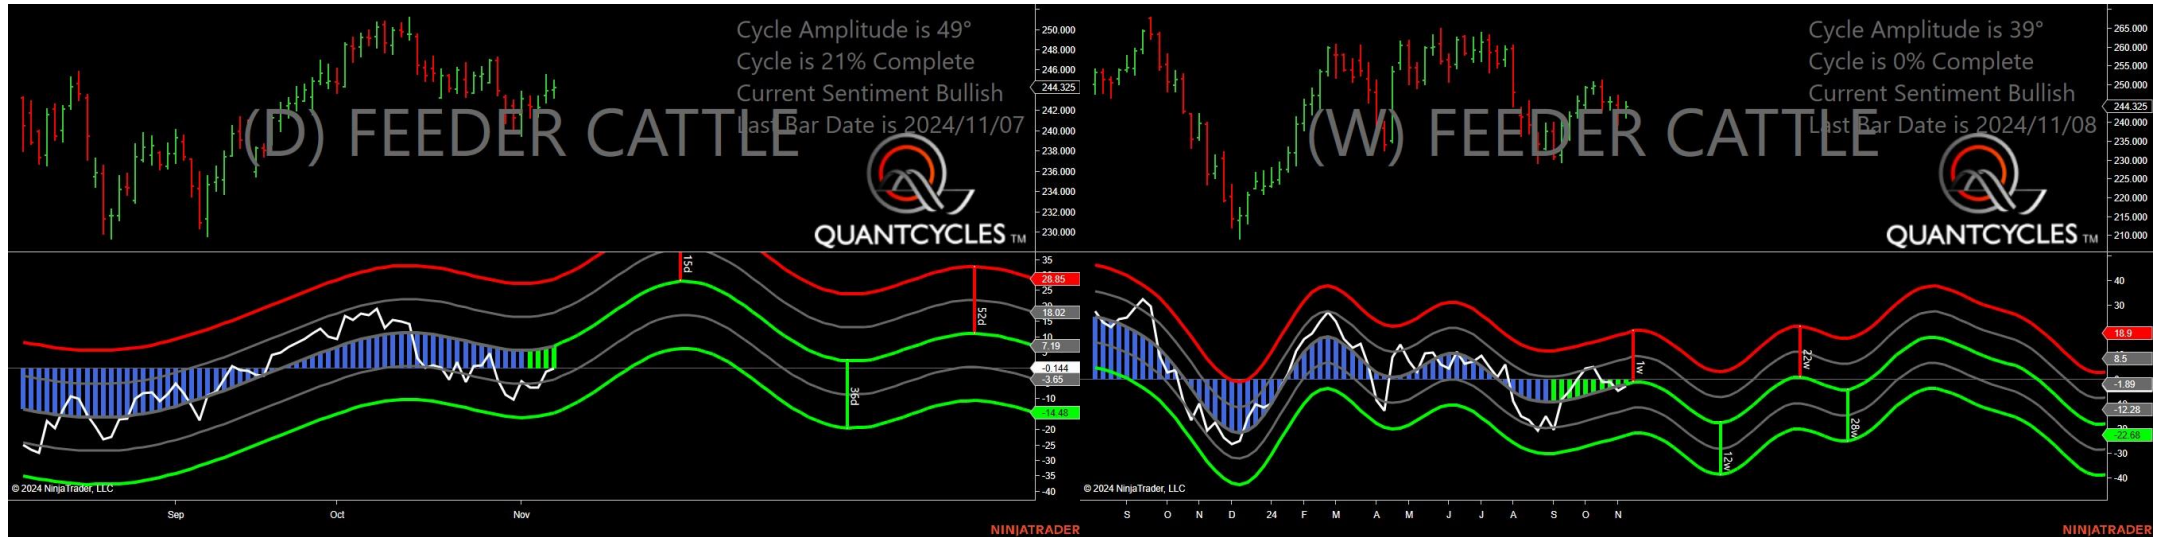 Cycle Amplitude is 49°
Cycle is 21% Complete
Current Sentiment Bullish
Last Bar Date is 2024/11/07
(D) FEEDER CATTLE
QUANTCYCLES TM
250.000
248.000
246.000
244.325
242.000
240.000
238.000
236.000
234.000
232.000
230.000
15d
36d
52d
35
28.85
25
18.02
15
10
7.19
-0.144
-3.65
-10
-14.48
-20
-25
-30
-35
-40
© 2024 NinjaTrader, LLC
Sep
Oct
Nov
NINJATRADER
Cycle Amplitude is 39°
Cycle is 0% Complete
Current Sentiment Bullish
Last Bar Date is 2024/11/08
(W) FEEDER CATTLE
QUANTCYCLES TM
265.000
260.000
255.000
250.000
244.325
240.000
235.000
230.000
225.000
220.000
215.000
210.000
1w
12w
22w
28w
40
30
18.9
8.5
-1.89
-12.28
-22.68
-30
-40
© 2024 NinjaTrader, LLC
S O N D 24 F M A M J J A S O N
NINJATRADER